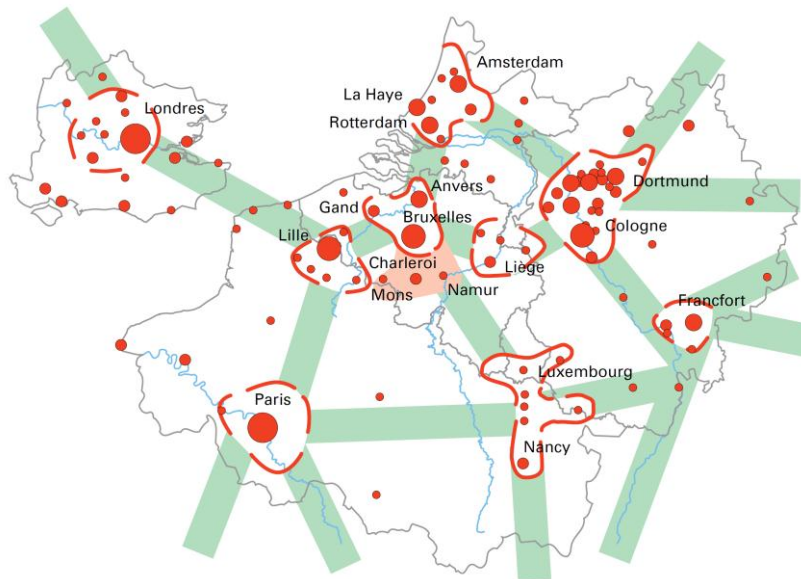 Amsterdam
Londres
La Haye
Rotterdam
Dortmund
Anvers
Gand
Bruxelles
Cologne
Lille
Charleroi
Liège
Mons
Namur
Francfort
Luxembourg
Paris
Nancy